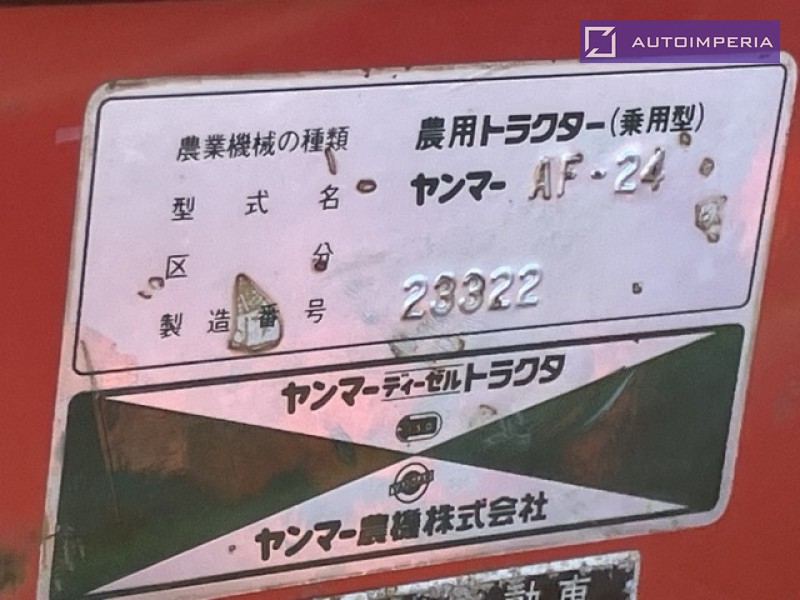 AUTOIMPERIA
農業機械の種類 農用トラクター(乗用型)
型式名 ヤンマー AF-24
区分
製造番号 23322
ヤンマーディーゼルトラクタ
ヤンマー農機株式会社
動車